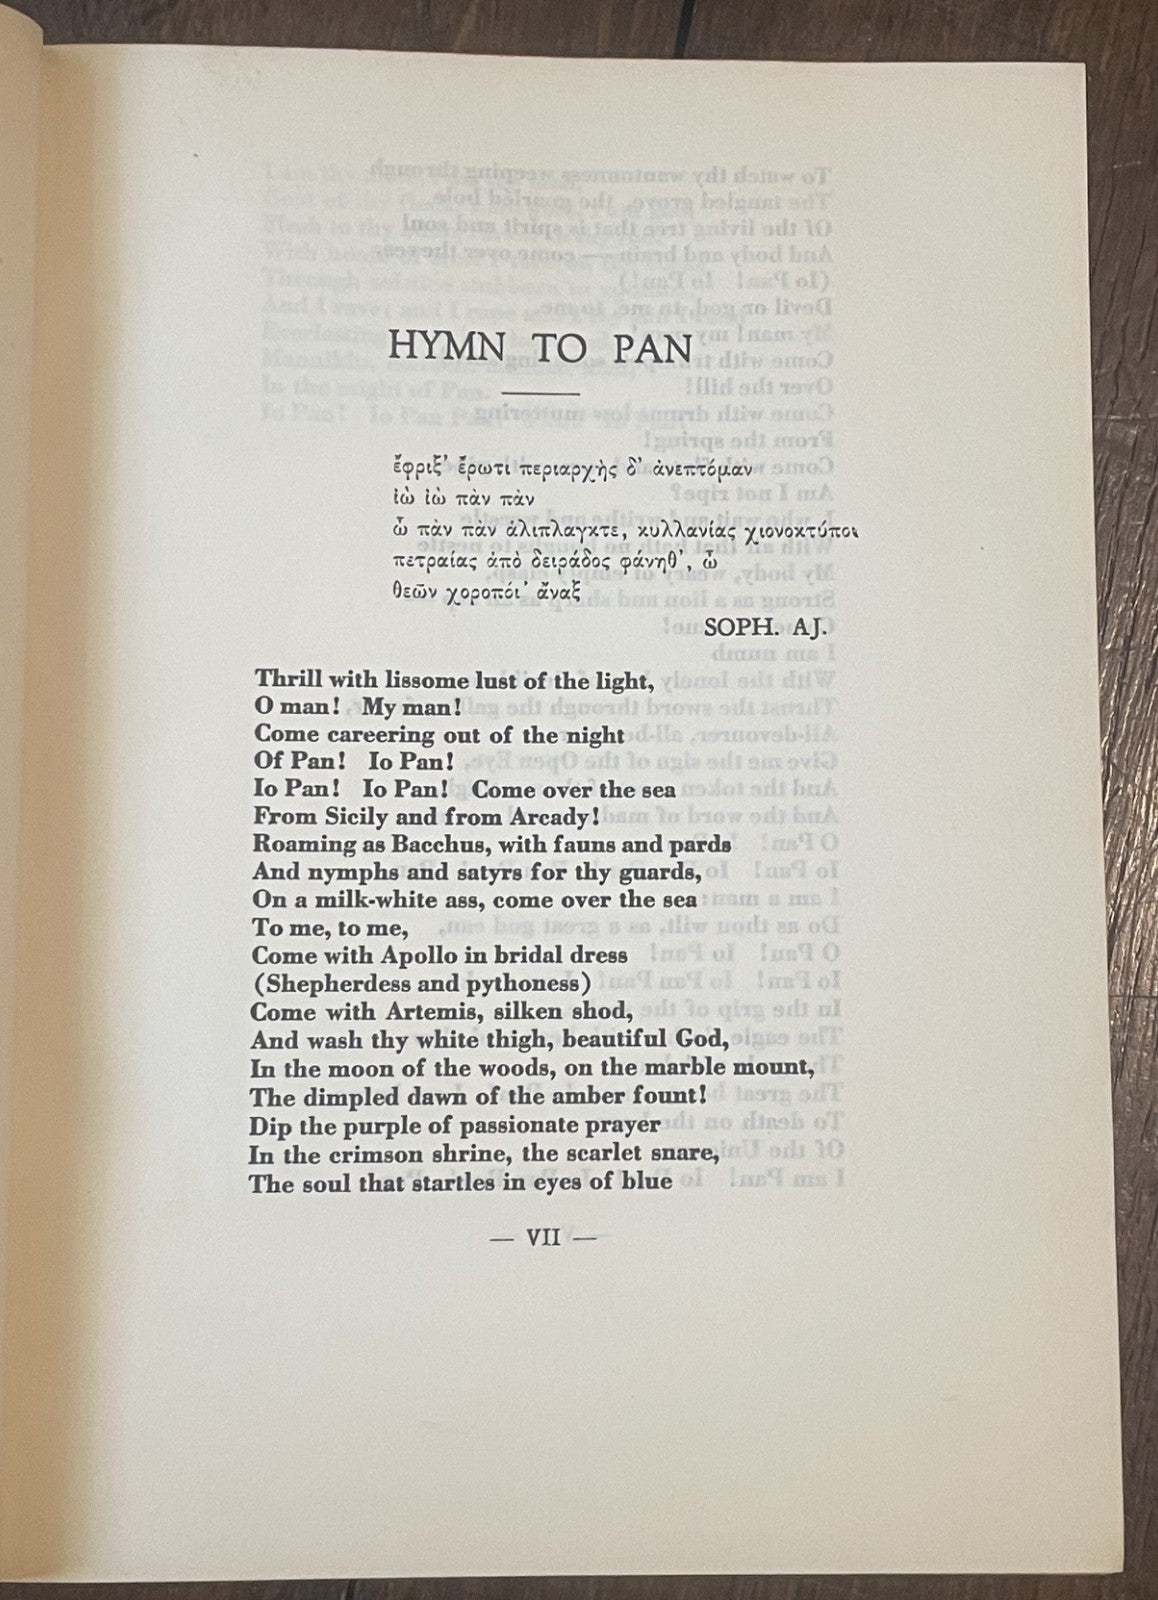 HYMN TO PAN
ἔφριξ' ἔρωτι περιαρχὴς δ' ἀνεπτόμαν
ἰὼ ἰὼ πὰν πὰν
ὦ πὰν πὰν ἁλιπλαγκτε, κυλλανίας χιονοκτύποι
πετραίας ἀπὸ δειράδος φάνηθ', ὦ
θεῶν χοροπόι' ἄναξ
SOPH. AJ.
Thrill with lissome lust of the light,
O man! My man!
Come careering out of the night
Of Pan! Io Pan!
Io Pan! Io Pan! Come over the sea
From Sicily and from Arcady!
Roaming as Bacchus, with fauns and pards
And nymphs and satyrs for thy guards,
On a milk-white ass, come over the sea
To me, to me,
Come with Apollo in bridal dress
(Shepherdess and pythoness)
Come with Artemis, silken shod,
And wash thy white thigh, beautiful God,
In the moon of the woods, on the marble mount,
The dimpled dawn of the amber fount!
Dip the purple of passionate prayer
In the crimson shrine, the scarlet snare,
The soul that startles in eyes of blue
— VII —